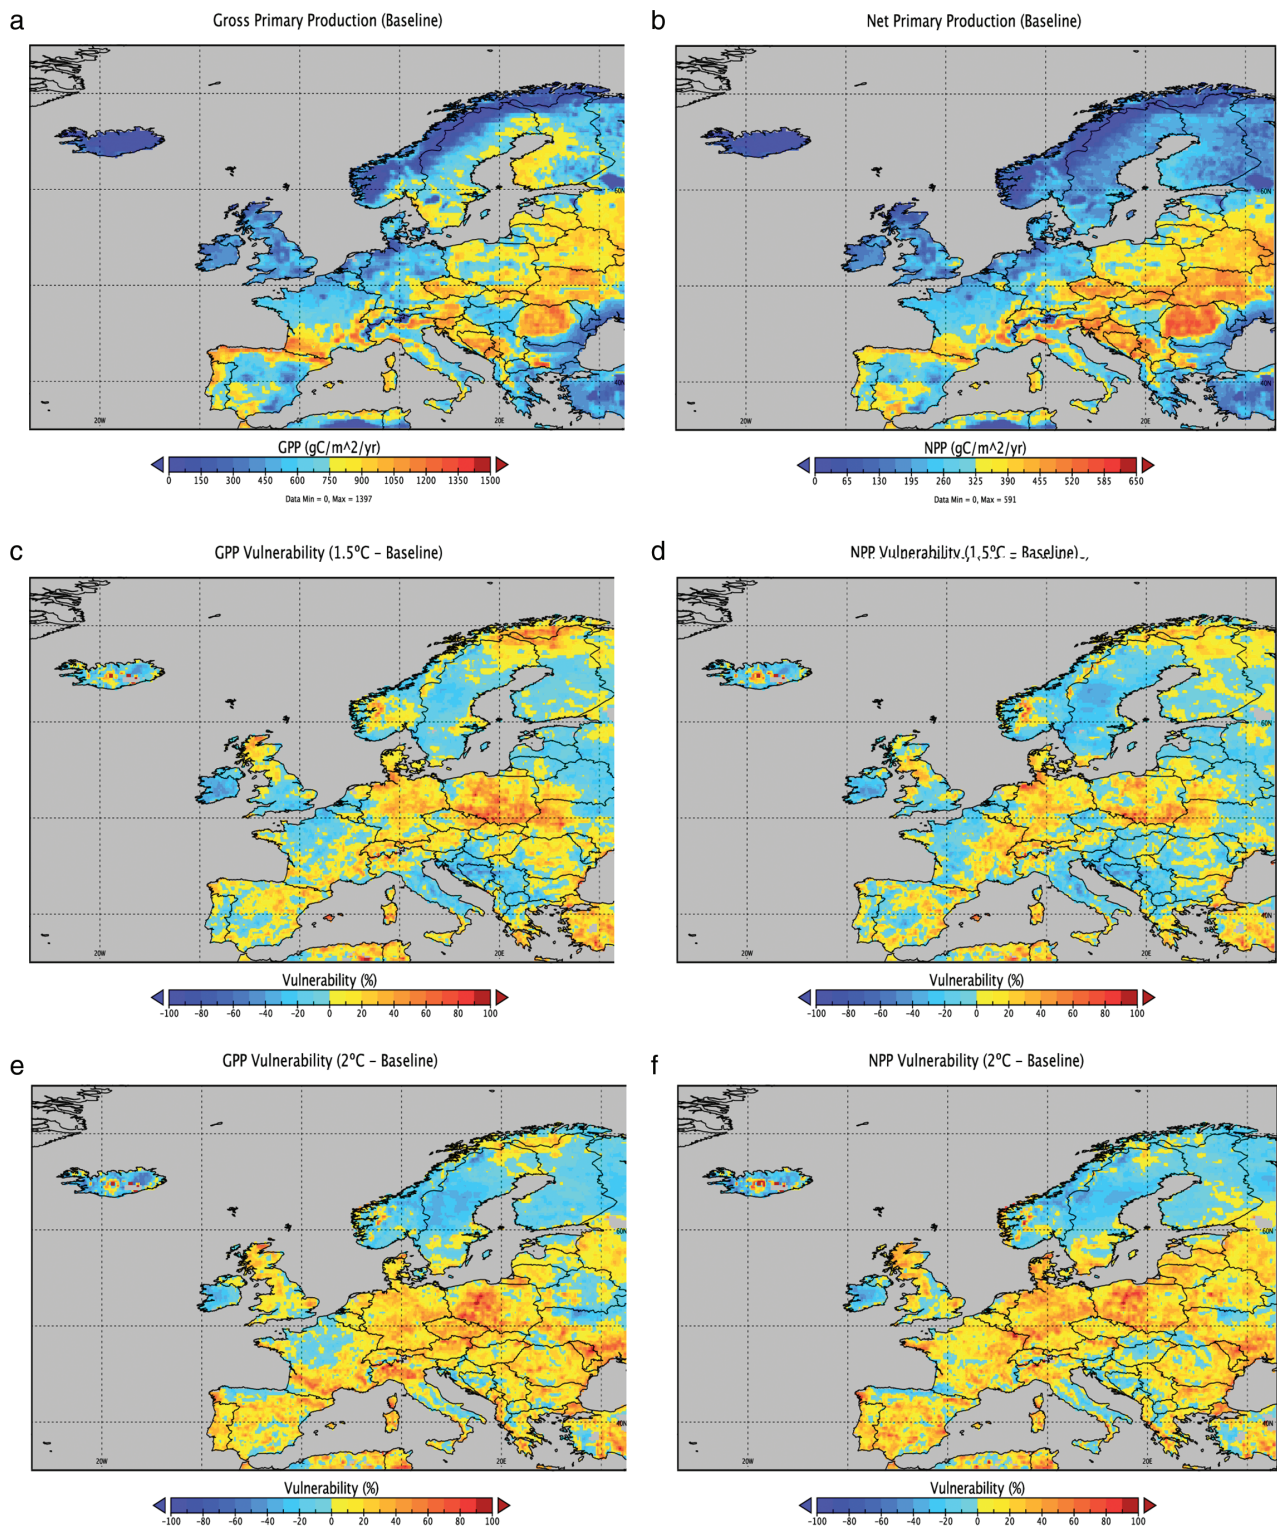 a
Gross Primary Production (Baseline)
60N
40N
20W
0E
20E
GPP (gC/m^2/yr)
0 150 300 450 600 750 900 1050 1200 1350 1500
Data Min = 0, Max = 1397
b
Net Primary Production (Baseline)
60N
40N
20W
20E
NPP (gC/m^2/yr)
0 65 130 195 260 325 390 455 520 585 650
Data Min = 0, Max = 591
c
GPP Vulnerability (1.5°C – Baseline)
20W
20E
Vulnerability (%)
-100 -80 -60 -40 -20 0 20 40 60 80 100
d
NPP Vulnerability (1.5°C – Baseline)
60N
40N
20W
20E
Vulnerability (%)
-100 -80 -60 -40 -20 0 20 40 60 80 100
e
GPP Vulnerability (2°C – Baseline)
60N
40N
20W
20E
Vulnerability (%)
-100 -80 -60 -40 -20 0 20 40 60 80 100
f
NPP Vulnerability (2°C – Baseline)
60N
40N
20W
20E
Vulnerability (%)
-100 -80 -60 -40 -20 0 20 40 60 80 100